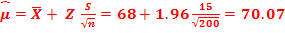 μ̂ = X̄ + Z S/√n = 68 + 1.96 15/√200 = 70.07